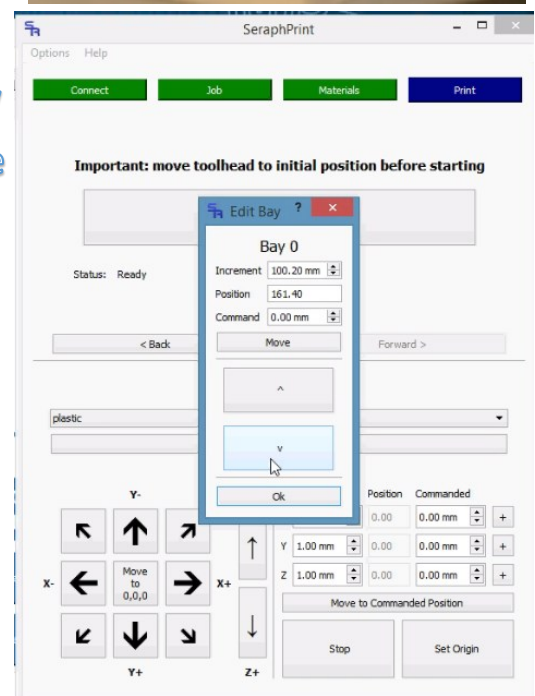 SeraphPrint
Options Help
Connect Job Materials Print
Important: move toolhead to initial position before starting
Edit Bay ?
Bay 0
Increment 100.20 mm
Position 161.40
Command 0.00 mm
Move
^
v
Ok
Status: Ready
< Back Forward >
plastic
Position Commanded
0.00 0.00 mm +
Y 1.00 mm 0.00 0.00 mm +
Z 1.00 mm 0.00 0.00 mm +
Move to Commanded Position
Stop Set Origin
Y-
X- Move to 0,0,0 X+
Y+ Z+